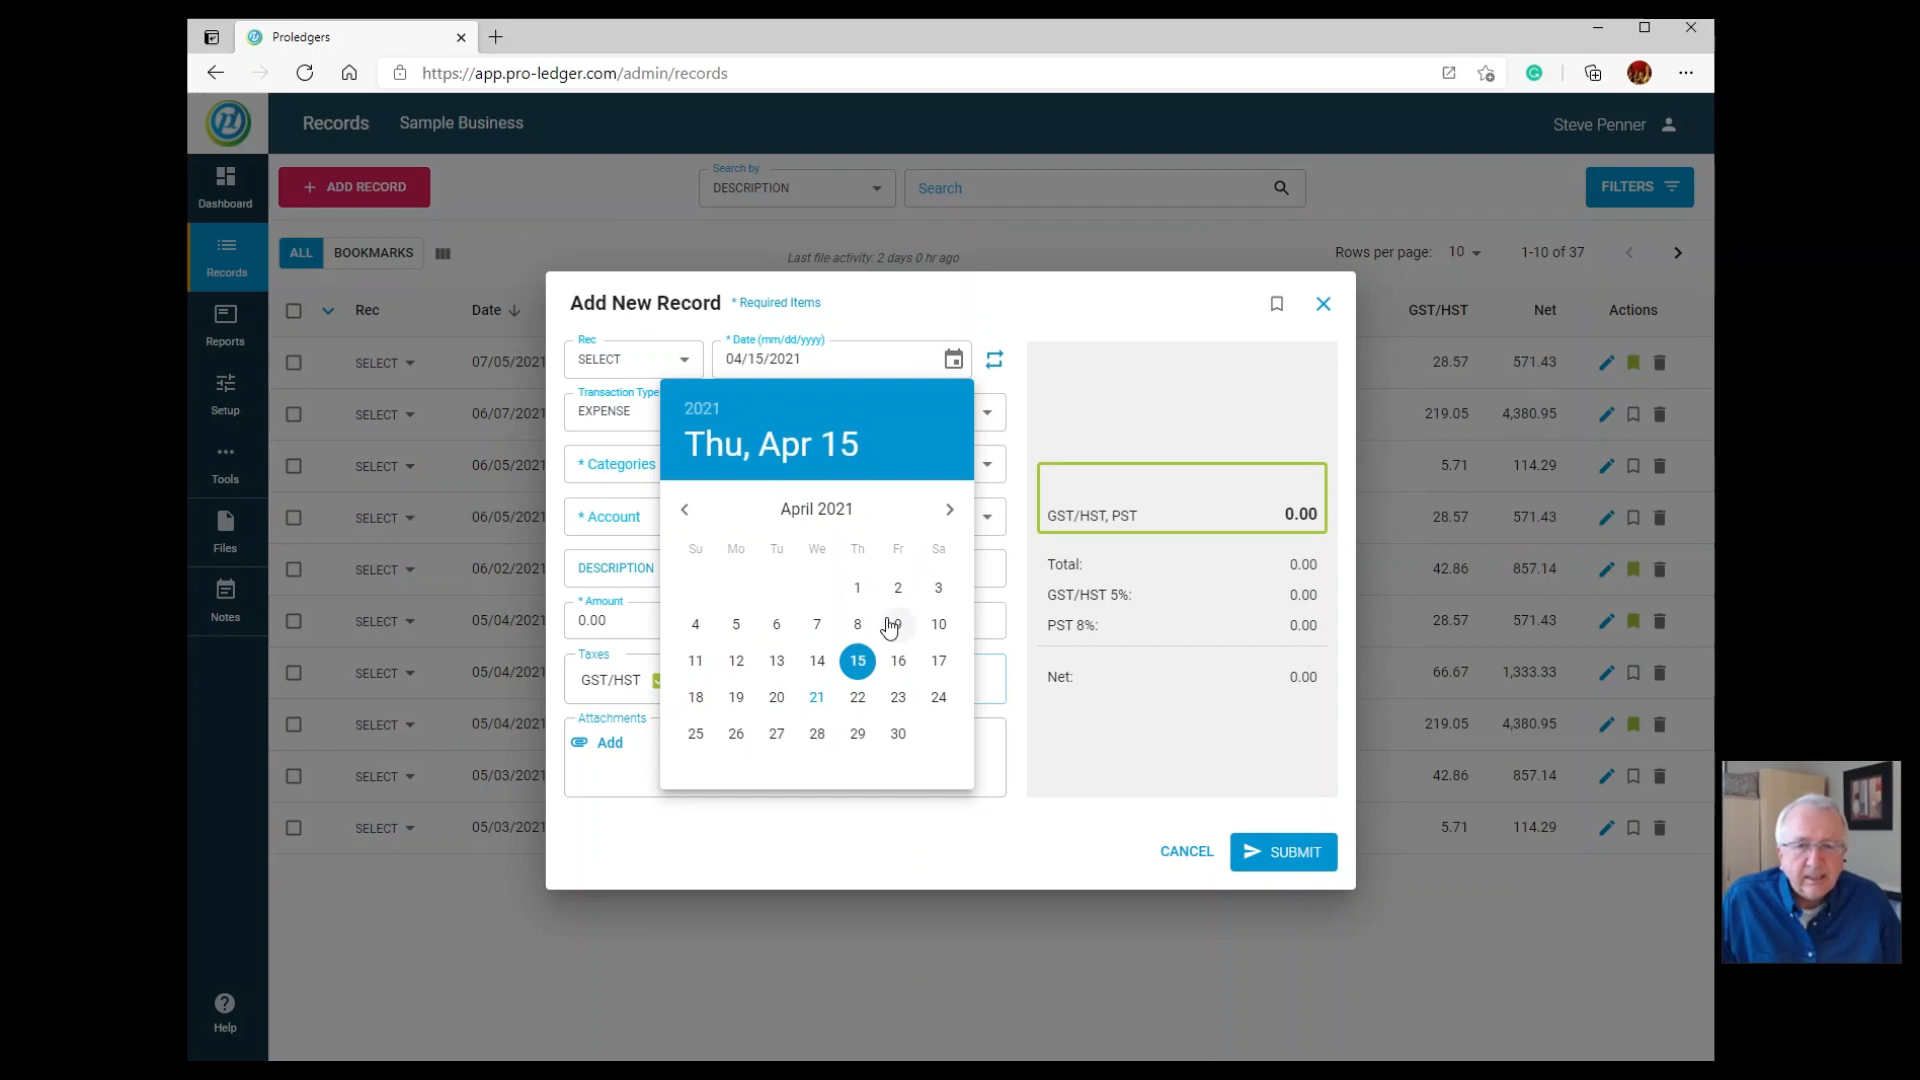 Proledgers
https://app.pro-ledger.com/admin/records
Records Sample Business Steve Penner
Dashboard
Records
Reports
Setup
Tools
Files
Notes
Help
+ ADD RECORD
Search by
DESCRIPTION
Search
FILTERS
ALL BOOKMARKS
Last file activity: 2 days 0 hr ago
Rows per page: 10 1-10 of 37
Rec Date GST/HST Net Actions
SELECT 07/05/2021 28.57 571.43
SELECT 06/07/2021 219.05 4,380.95
SELECT 06/05/2021 5.71 114.29
SELECT 06/05/2021 28.57 571.43
SELECT 06/02/2021 42.86 857.14
SELECT 05/04/2021 28.57 571.43
SELECT 05/04/2021 66.67 1,333.33
SELECT 05/04/2021 219.05 4,380.95
SELECT 05/03/2021 42.86 857.14
SELECT 05/03/2021 5.71 114.29
Add New Record * Required Items
Rec
SELECT
* Date (mm/dd/yyyy)
04/15/2021
Transaction Type
EXPENSE
* Categories
* Account
DESCRIPTION
* Amount
0.00
Taxes
GST/HST
Attachments
Add
2021
Thu, Apr 15
April 2021
Su Mo Tu We Th Fr Sa
1 2 3
4 5 6 7 8 9 10
11 12 13 14 15 16 17
18 19 20 21 22 23 24
25 26 27 28 29 30
GST/HST, PST 0.00
Total: 0.00
GST/HST 5%: 0.00
PST 8%: 0.00
Net: 0.00
CANCEL SUBMIT